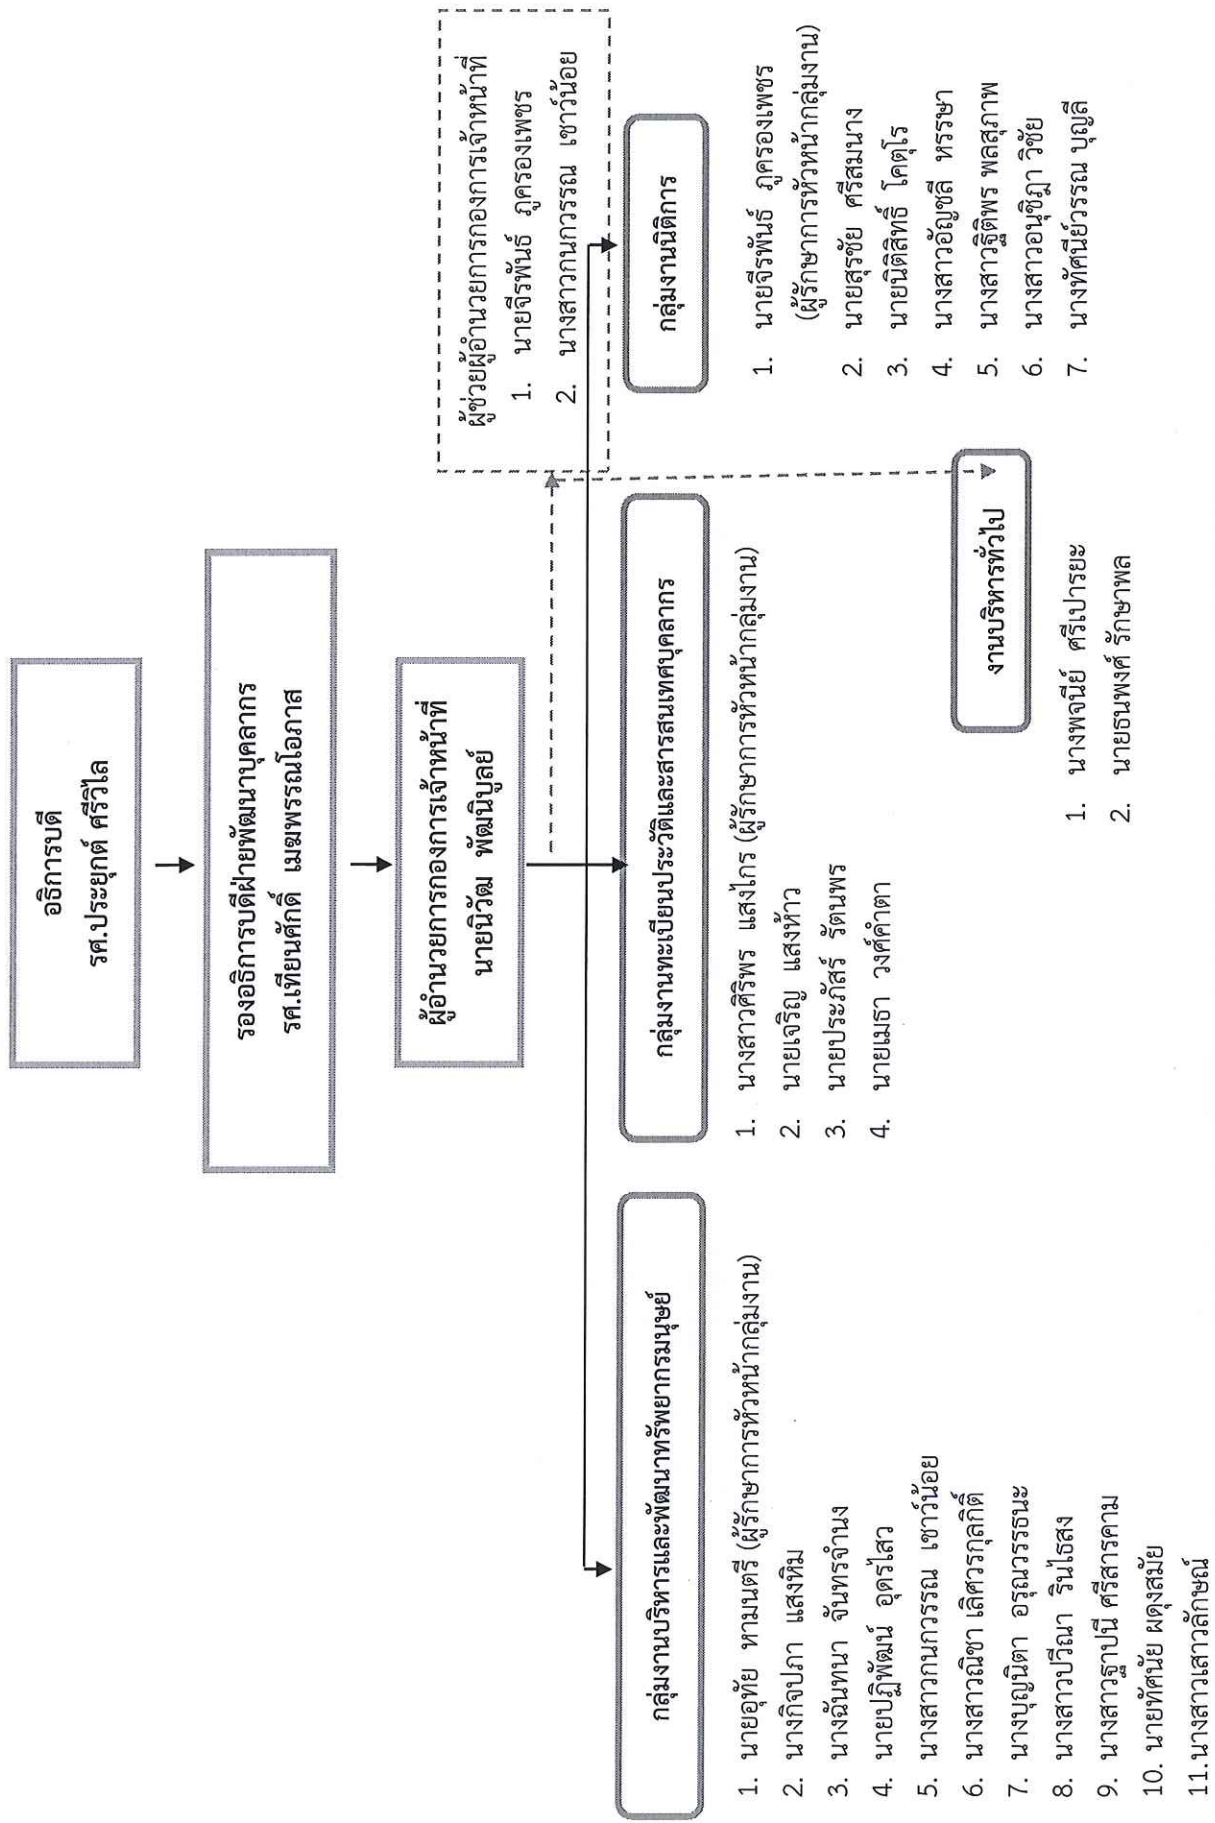 อธิการบดี
รศ.ประยุกต์ ศรีวิไล
รองอธิการบดีฝ่ายพัฒนาบุคลากร
รศ.เทียนศักดิ์ เมฆพรรณโอภาส
ผู้อำนวยการกองการเจ้าหน้าที่
นายนิวัฒ พัฒนิบูลย์
ผู้ช่วยผู้อำนวยการกองการเจ้าหน้าที่
1. นายจีรพันธ์ ภูครองเพชร
2. นางสาวกนกวรรณ เชาว์น้อย
กลุ่มงานบริหารและพัฒนาทรัพยากรมนุษย์
1. นายอุทัย หามนตรี (ผู้รักษาการหัวหน้ากลุ่มงาน)
2. นางกิจปภา แสงหิม
3. นางฉันทนา จันทรจำนง
4. นายปฏิพัฒน์ อุดรไสว
5. นางสาวกนกวรรณ เชาว์น้อย
6. นางสาวณิชา เลิศวรกุลกิติ์
7. นางบุญนิตา อรุณวรรธนะ
8. นางสาวปวีณา รินไธสง
9. นางสาวฐาปนี ศรีสารคาม
10. นายทัศนัย ผดุงสมัย
11.นางสาวเสาวลักษณ์
กลุ่มงานทะเบียนประวัติและสารสนเทศบุคลากร
1. นางสาวศิริพร แสงไกร (ผู้รักษาการหัวหน้ากลุ่มงาน)
2. นายเจริญ แสงห้าว
3. นายประภัสร์ รัตนพร
4. นายเมธา วงศ์คำตา
กลุ่มงานนิติการ
1. นายจีรพันธ์ ภูครองเพชร
(ผู้รักษาการหัวหน้ากลุ่มงาน)
2. นายสุรชัย ศรีสมนาง
3. นายนิติสิทธิ์ โคตุโร
4. นางสาวอัญชลี หรรษา
5. นางสาวฐิติพร พลสุภาพ
6. นางสาวอนุชิฎา วิชัย
7. นางทัศนีย์วรรณ บุญลี
งานบริหารทั่วไป
1. นางพจนีย์ ศรีเปารยะ
2. นายธนพงศ์ รักษาพล